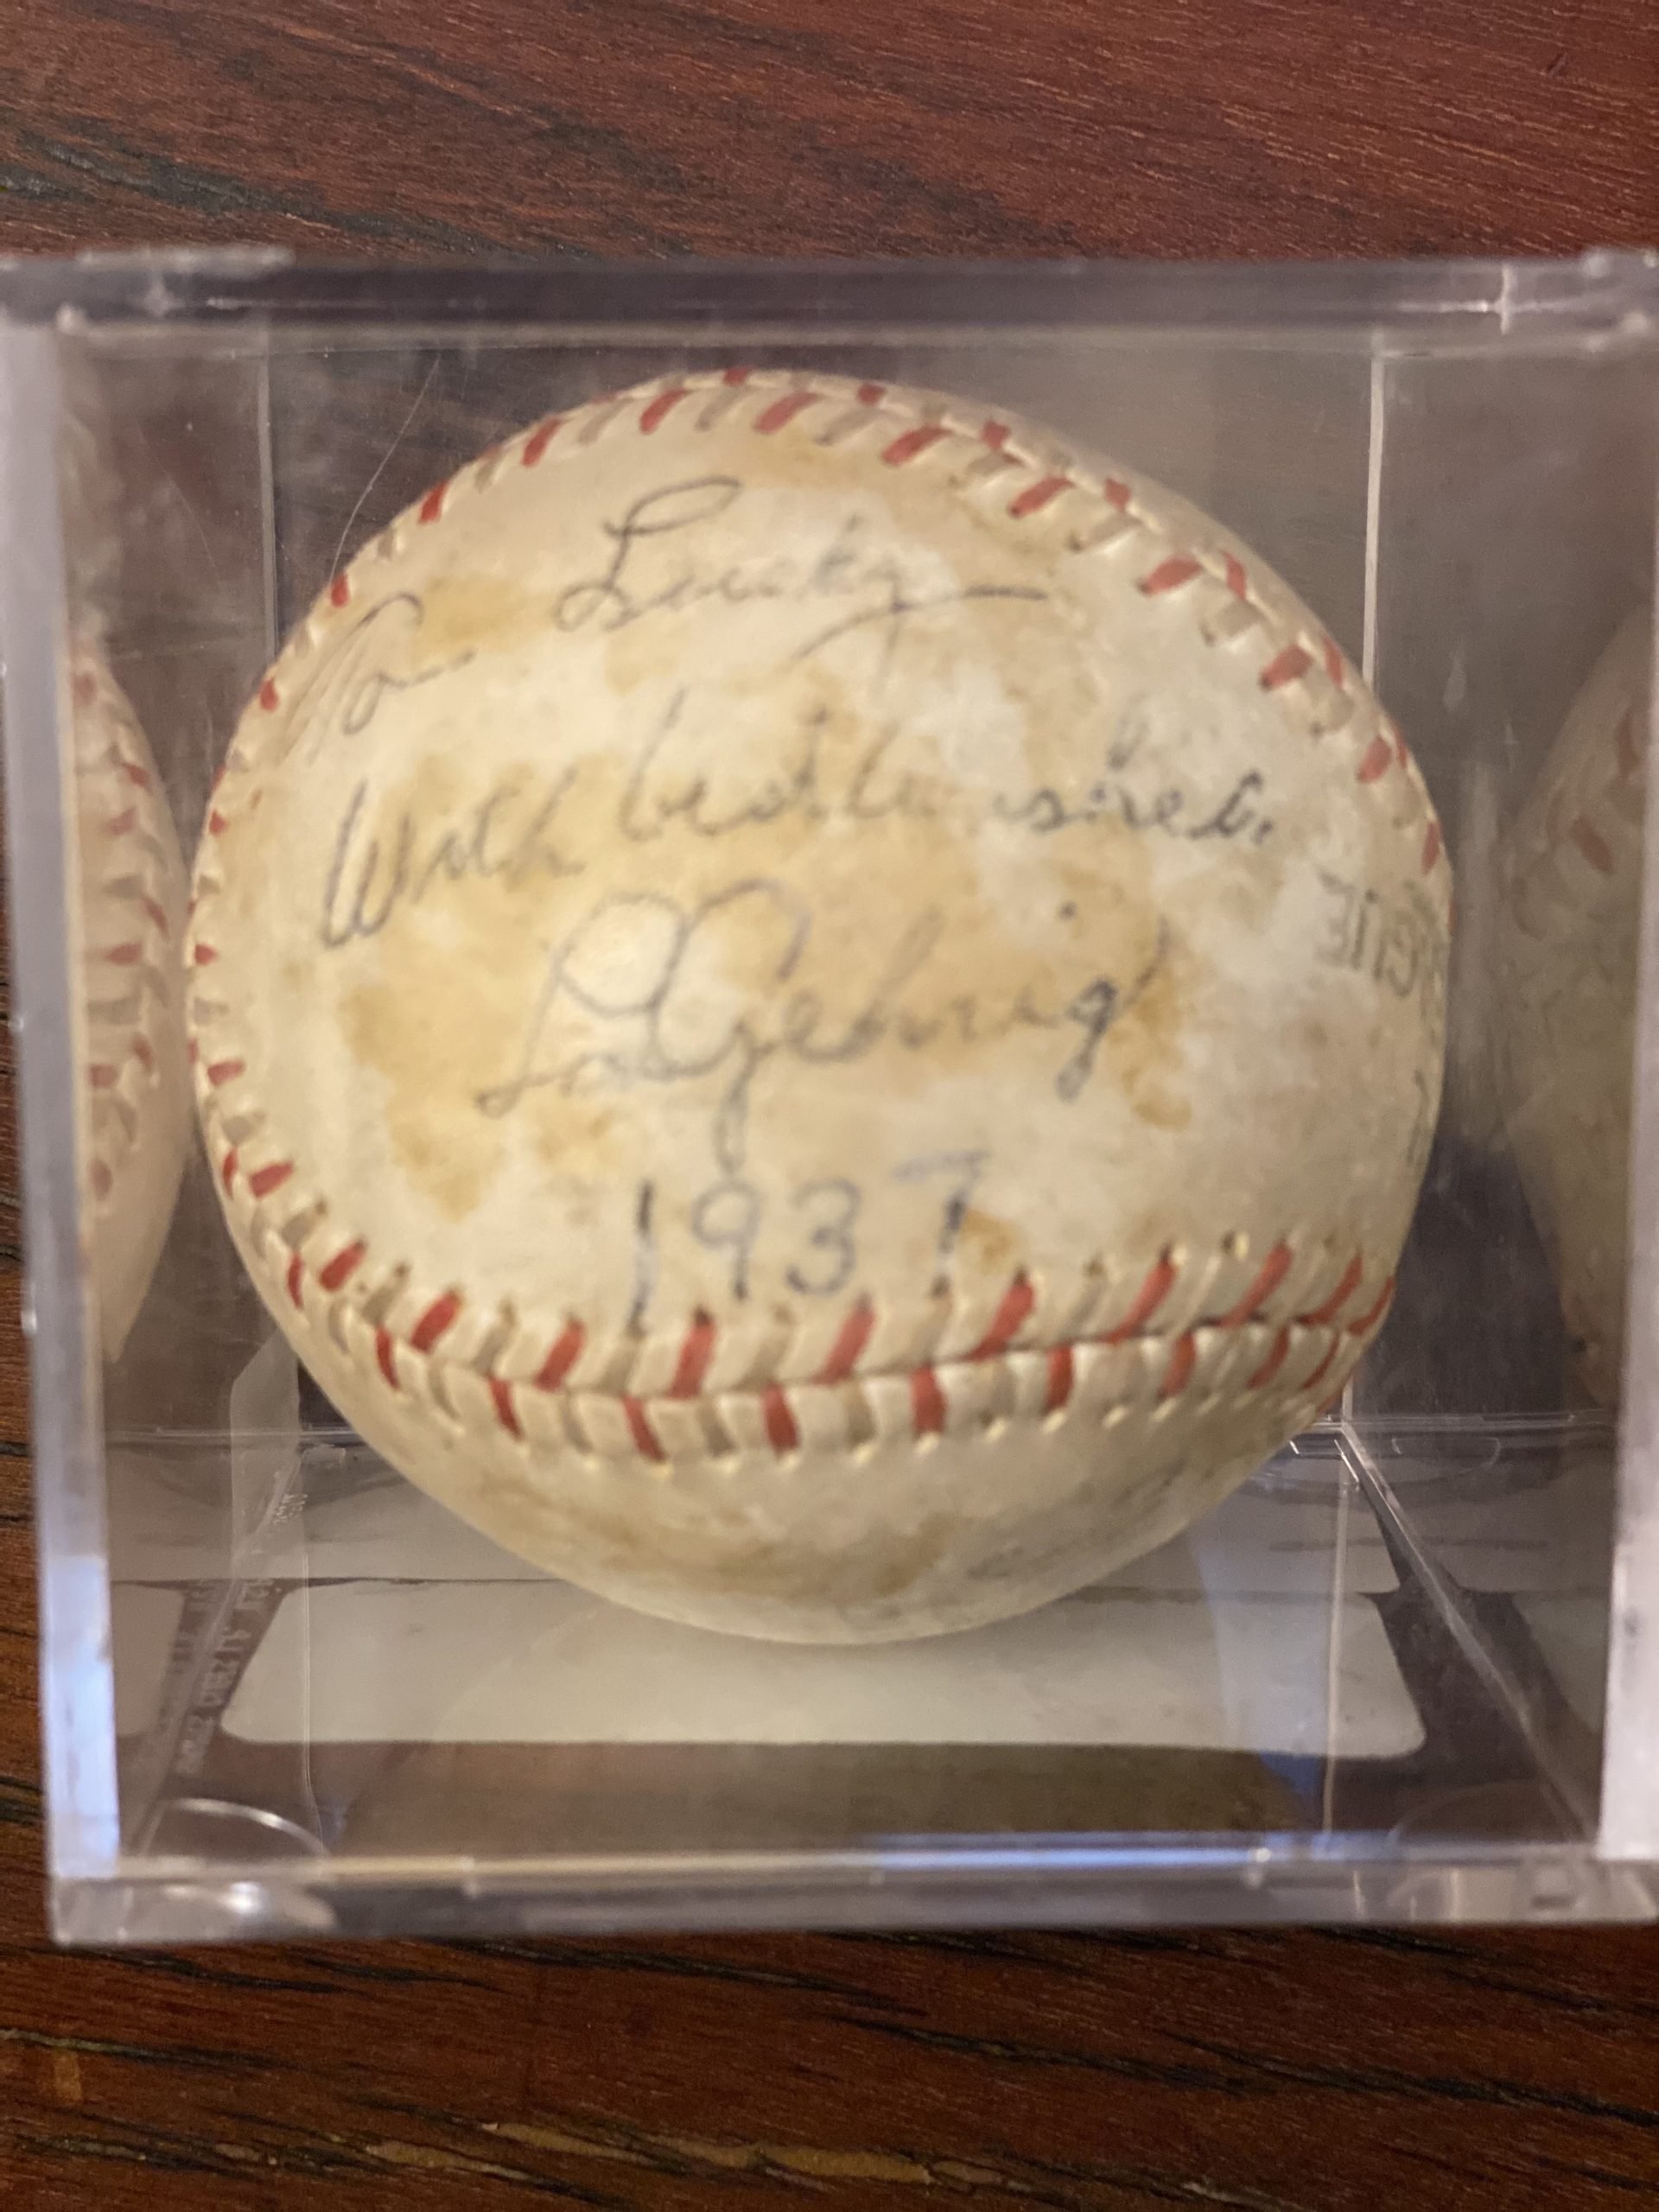 To Lucky
With best wishes.
Lou Gehrig
1937